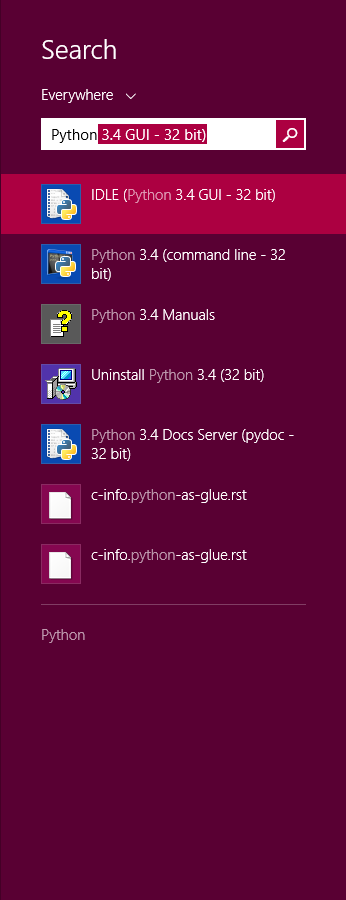 Search
Everywhere
Python 3.4 GUI - 32 bit)
IDLE (Python 3.4 GUI - 32 bit)
Python 3.4 (command line - 32
bit)
Python 3.4 Manuals
Uninstall Python 3.4 (32 bit)
Python 3.4 Docs Server (pydoc -
32 bit)
c-info.python-as-glue.rst
c-info.python-as-glue.rst
Python